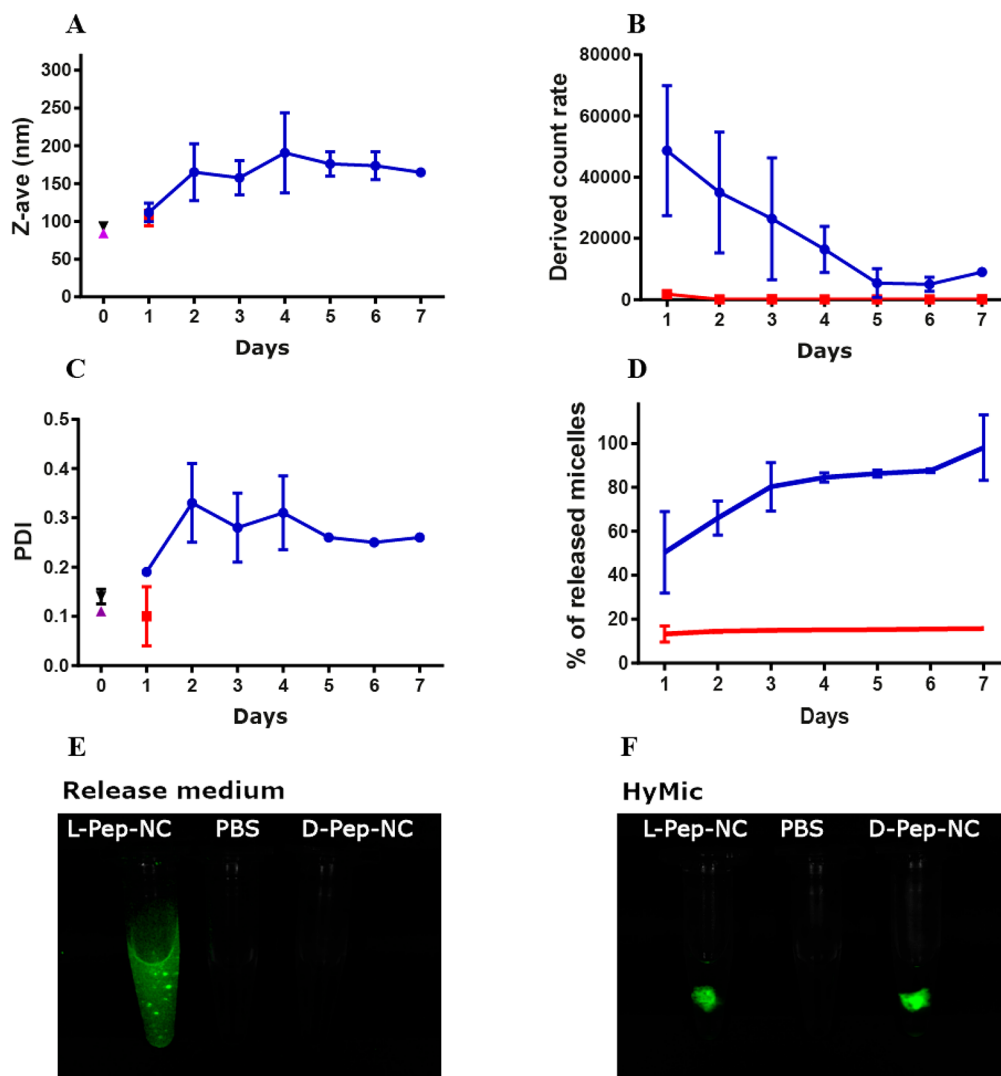 A
Z-ave (nm)
300
250
200
150
100
50
0
0 1 2 3 4 5 6 7
Days
B
Derived count rate
80000
60000
40000
20000
0
1 2 3 4 5 6 7
Days
C
PDI
0.5
0.4
0.3
0.2
0.1
0.0
0 1 2 3 4 5 6 7
Days
D
% of released micelles
100
80
60
40
20
0
1 2 3 4 5 6 7
Days
E
Release medium
L-Pep-NC PBS D-Pep-NC
F
HyMic
L-Pep-NC PBS D-Pep-NC